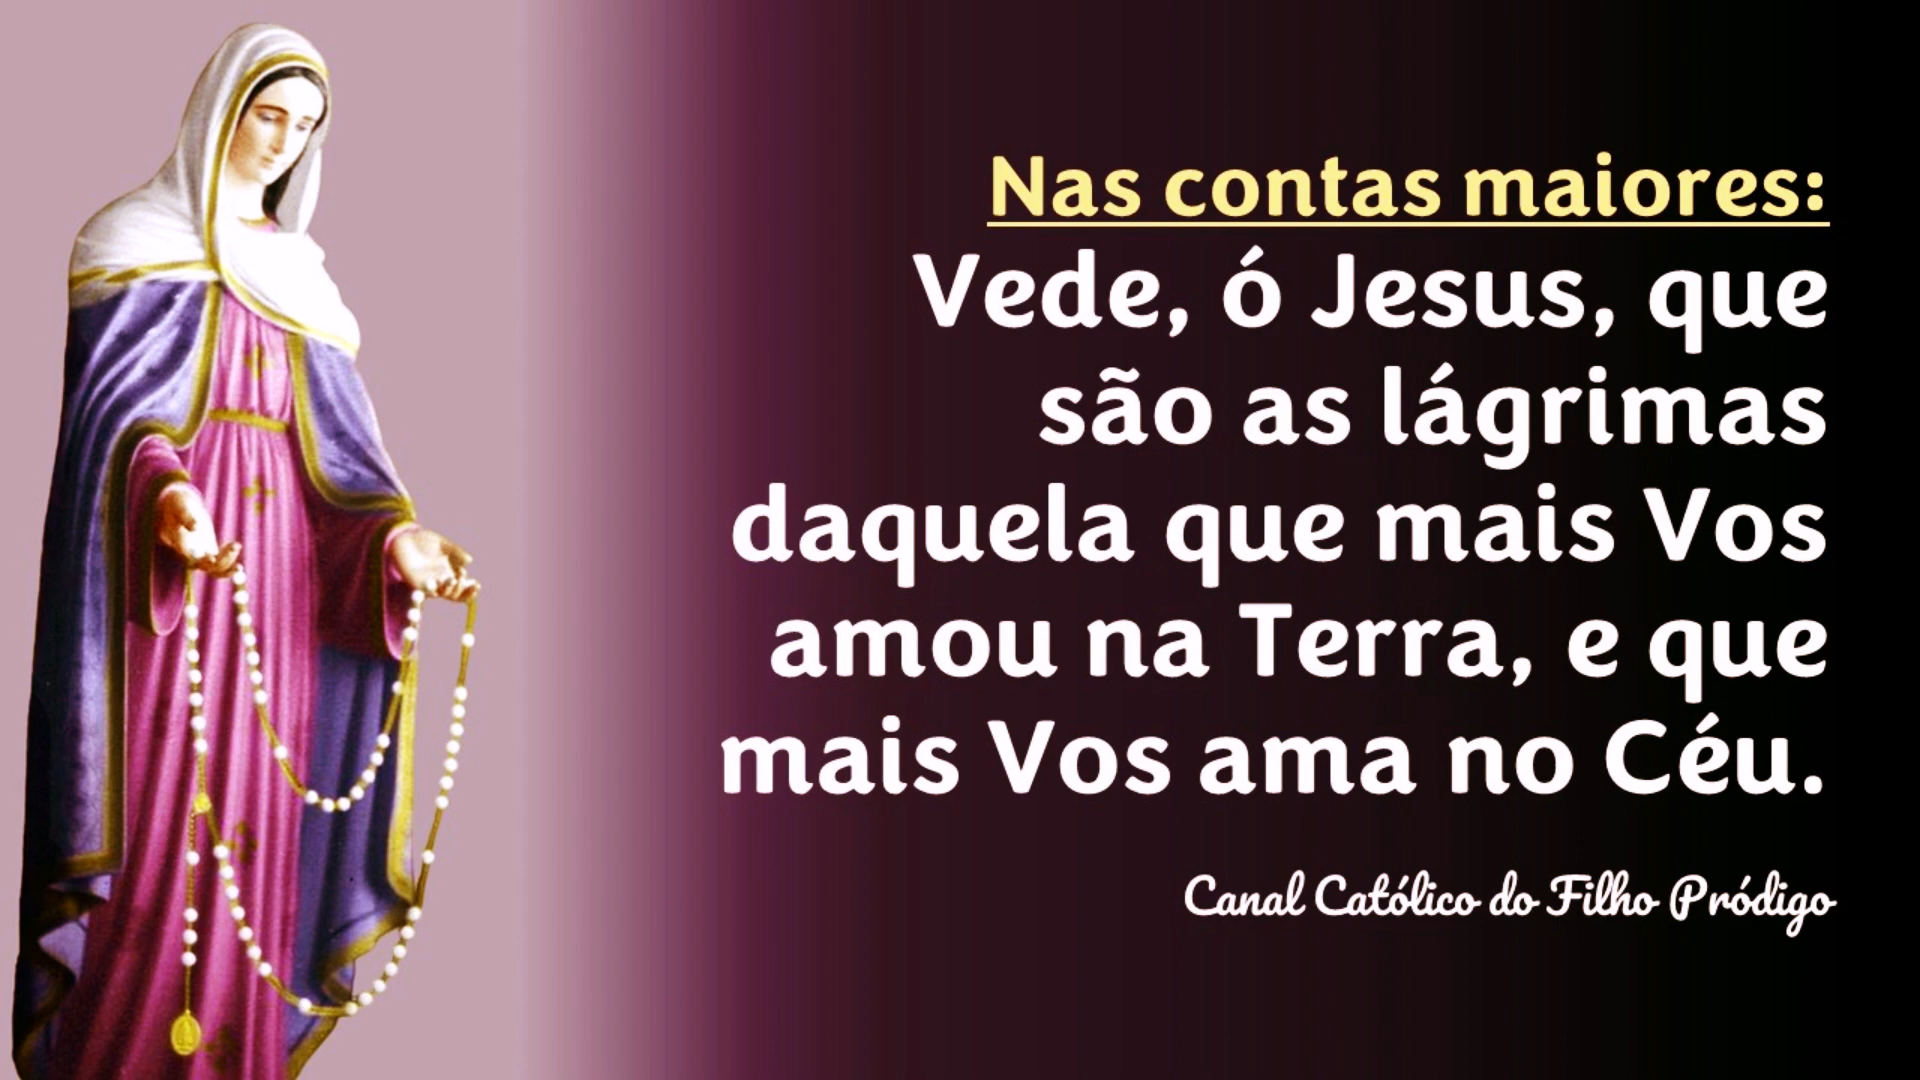 Nas contas maiores:
Vede, ó Jesus, que
são as lágrimas
daquela que mais Vos
amou na Terra, e que
mais Vos ama no Céu.
Canal Católico do Filho Pródigo